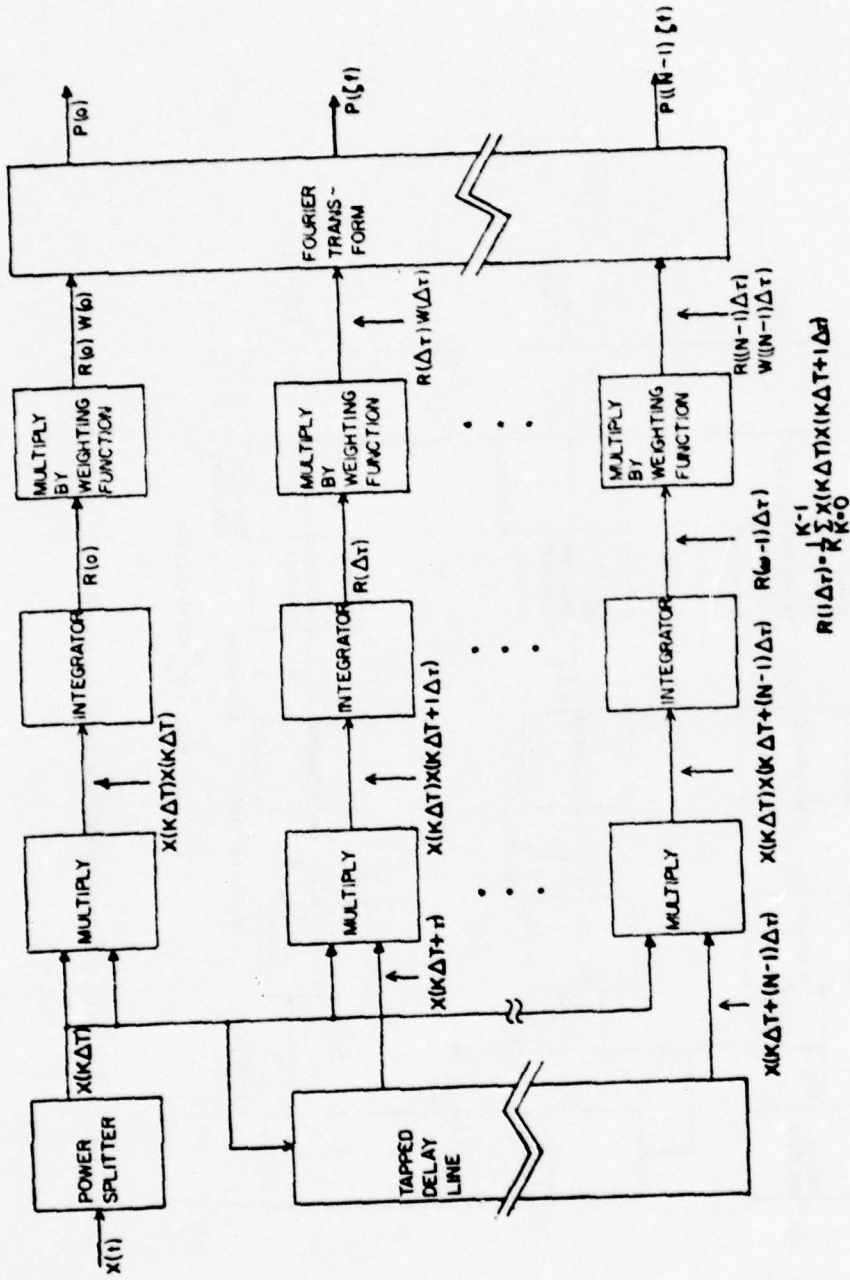 X(t)
POWER
SPLITTER
X(KΔT)
MULTIPLY
X(KΔT)X(KΔT)
INTEGRATOR
R(0)
MULTIPLY
BY
WEIGHTING
FUNCTION
R(0) W(0)
P(0)
TAPPED
DELAY
LINE
X(KΔT+τ)
MULTIPLY
X(KΔT)X(KΔT+1Δτ)
INTEGRATOR
R(Δτ)
MULTIPLY
BY
WEIGHTING
FUNCTION
R(Δτ)W(Δτ)
FOURIER
TRANS-
FORM
P(ζf)
X(KΔT+(N-1)Δτ)
MULTIPLY
X(KΔT)X(KΔT+(N-1)Δτ)
INTEGRATOR
R(ω-1)Δτ)
MULTIPLY
BY
WEIGHTING
FUNCTION
R((N-1)Δτ)
W((N-1)Δτ)
P((N-1) ζf)
R(1Δτ)=1/K K-1 Σ K=0 X(KΔT)X(KΔT+1Δτ)